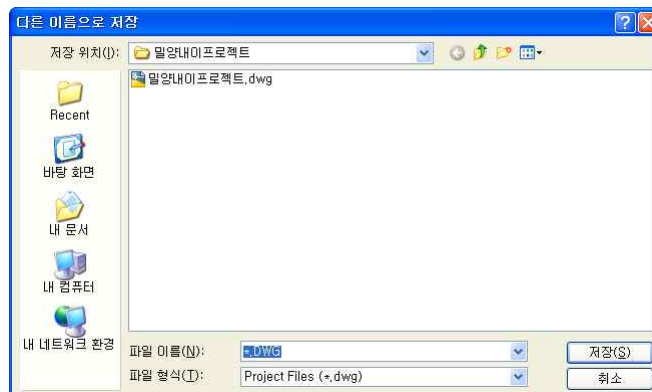 다른 이름으로 저장
저장 위치(I): 밀양내이프로젝트
밀양내이프로젝트.dwg
Recent
바탕 화면
내 문서
내 컴퓨터
내 네트워크 환경
파일 이름(N): *.DWG 저장(S)
파일 형식(T): Project Files (*.dwg) 취소